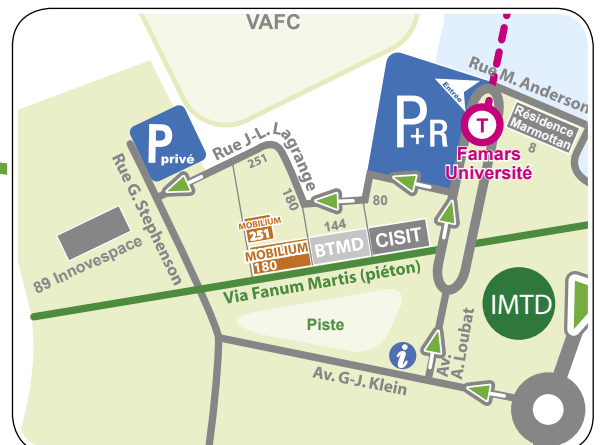 VAFC
Rue M. Anderson
Entrée
P+R
T
Famars
Université
Résidence
Marmottan
8
P
privé
Rue J-L. Lagrange
251
180
144
80
Rue G. Stephenson
89 Innovespace
MOBILIUM
251
MOBILIUM
180
BTMD
CISIT
Via Fanum Martis (piéton)
IMTD
Piste
i
Av.
A. Loubat
Av. G-J. Klein